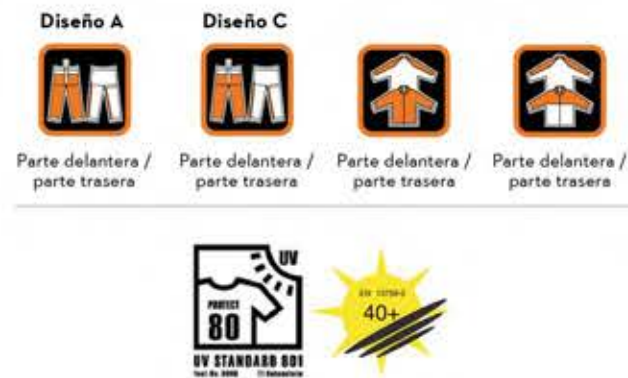 Diseño A
Diseño C
Parte delantera /
parte trasera
Parte delantera /
parte trasera
Parte delantera /
parte trasera
Parte delantera /
parte trasera
UV
PROTECT
80
UV STANDARD 801
40+